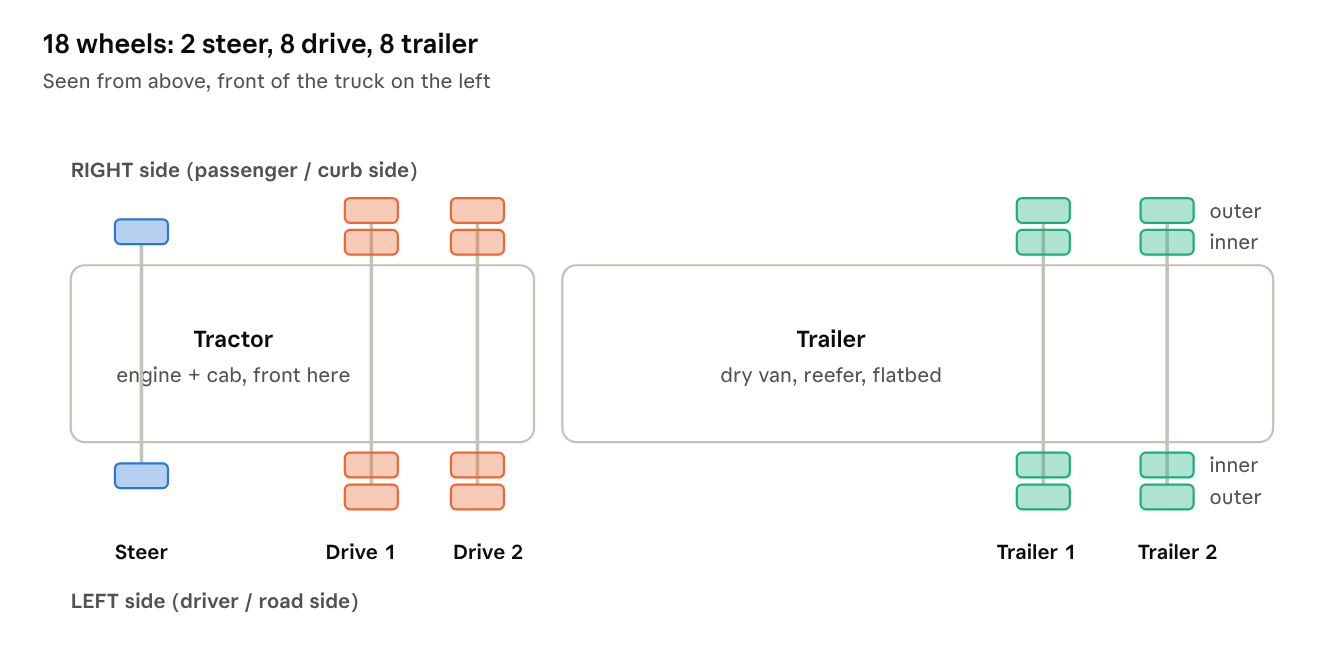 18 wheels: 2 steer, 8 drive, 8 trailer
Seen from above, front of the truck on the left
RIGHT side (passenger / curb side)
outer
inner
Tractor
engine + cab, front here
Trailer
dry van, reefer, flatbed
inner
outer
Steer
Drive 1
Drive 2
Trailer 1
Trailer 2
LEFT side (driver / road side)